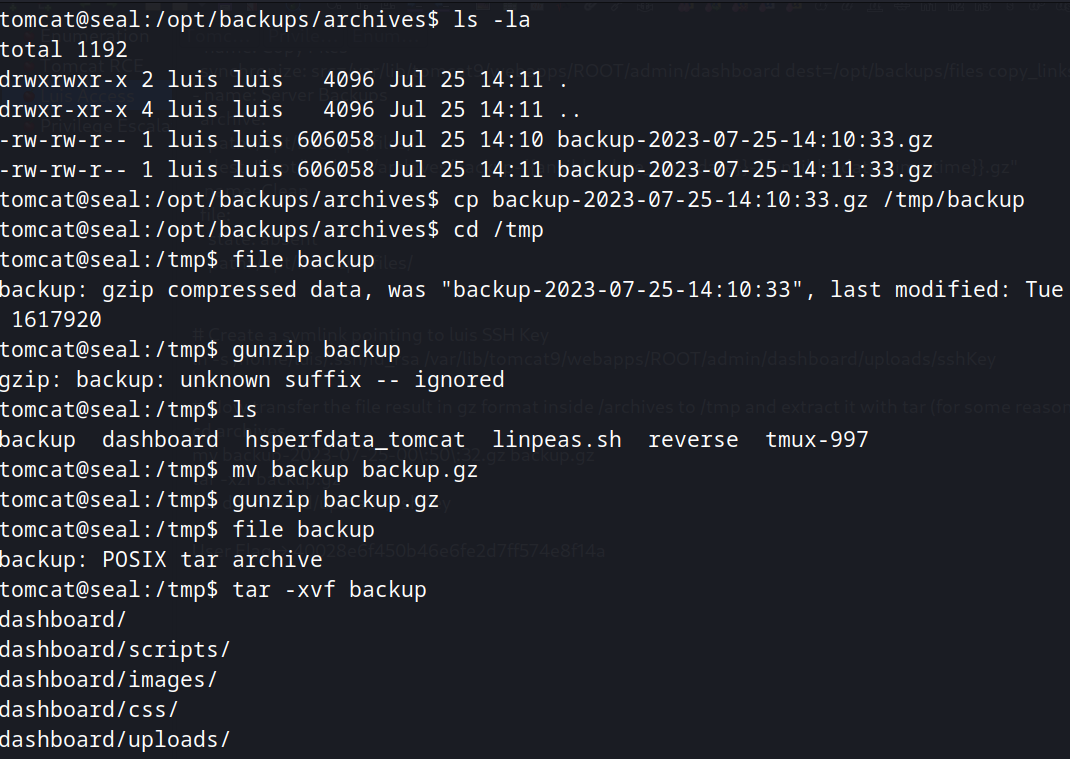 tomcat@seal:/opt/backups/archives$ ls -la
total 1192
drwxrwxr-x 2 luis luis   4096 Jul 25 14:11 .
drwxr-xr-x 4 luis luis   4096 Jul 25 14:11 ..
-rw-rw-r-- 1 luis luis 606058 Jul 25 14:10 backup-2023-07-25-14:10:33.gz
-rw-rw-r-- 1 luis luis 606058 Jul 25 14:11 backup-2023-07-25-14:11:33.gz
tomcat@seal:/opt/backups/archives$ cp backup-2023-07-25-14:10:33.gz /tmp/backup
tomcat@seal:/opt/backups/archives$ cd /tmp
tomcat@seal:/tmp$ file backup
backup: gzip compressed data, was "backup-2023-07-25-14:10:33", last modified: Tue
 1617920
tomcat@seal:/tmp$ gunzip backup
gzip: backup: unknown suffix -- ignored
tomcat@seal:/tmp$ ls
backup  dashboard  hsperfdata_tomcat  linpeas.sh  reverse  tmux-997
tomcat@seal:/tmp$ mv backup backup.gz
tomcat@seal:/tmp$ gunzip backup.gz
tomcat@seal:/tmp$ file backup
backup: POSIX tar archive
tomcat@seal:/tmp$ tar -xvf backup
dashboard/
dashboard/scripts/
dashboard/images/
dashboard/css/
dashboard/uploads/